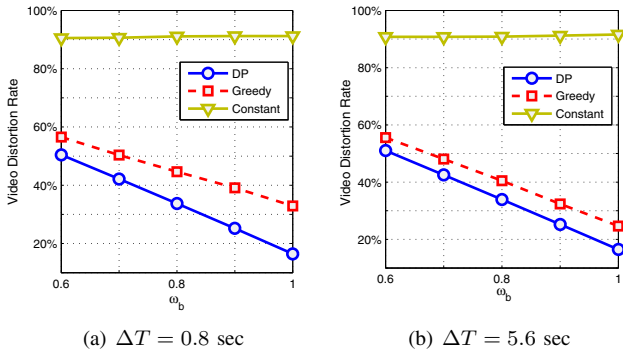 100%
80%
60%
40%
20%
Video Distortion Rate
DP
Greedy
Constant
0.6
0.8
1
ω_b
(a) ΔT = 0.8 sec
100%
80%
60%
40%
20%
Video Distortion Rate
DP
Greedy
Constant
0.6
0.8
1
ω_b
(b) ΔT = 5.6 sec